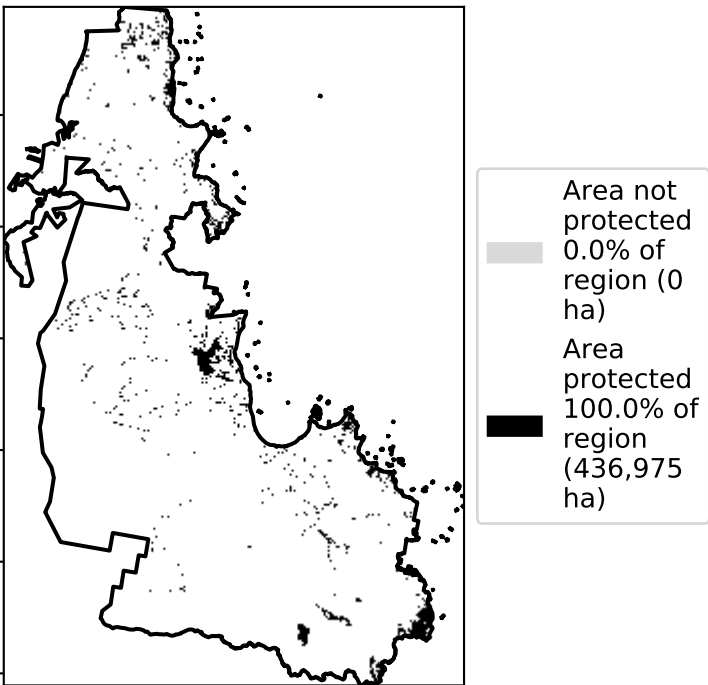 Area not
protected
0.0% of
region (0
ha)
Area
protected
100.0% of
region
(436,975
ha)